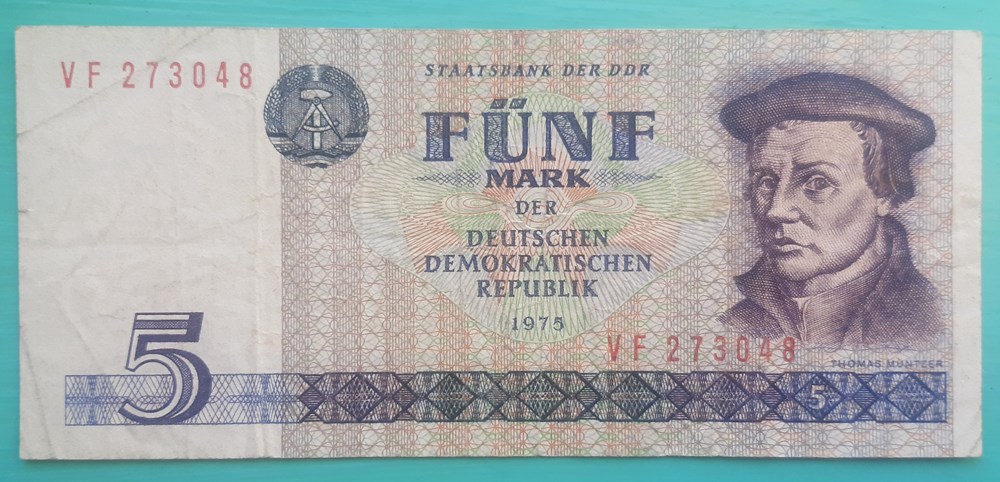 VF 273048
STAATSBANK DER DDR
FÜNF
MARK
DER
DEUTSCHEN
DEMOKRATISCHEN
REPUBLIK
1975
VF 273048
THOMAS MÜNTZER
5
5